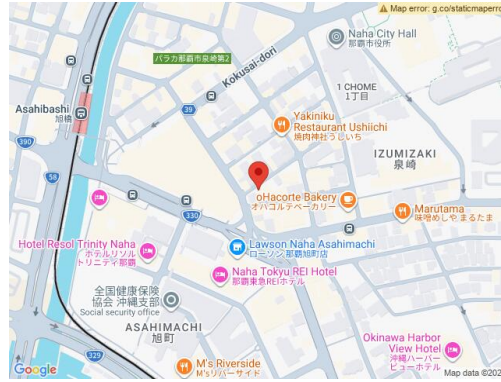 Map error: g.co/staticmaperro
Naha City Hall
那覇市役所
パラカ那覇市泉崎第2
Kokusai-dori
1 CHOME
1丁目
39
Asahibashi
旭橋
Yakiniku
Restaurant Ushiichi
焼肉神社うしいち
390
IZUMIZAKI
泉崎
58
oHacorte Bakery
オハコルテベーカリー
330
Marutama
味噌めしや まるたま
Hotel Resol Trinity Naha
ホテルリソル
トリニティ那覇
Lawson Naha Asahimachi
ローソン 那覇旭町店
Naha Tokyu REI Hotel
那覇東急REIホテル
全国健康保険
協会 沖縄支部
Social security office
ASAHIMACHI
旭町
329
Okinawa Harbor
View Hotel
沖縄ハーバー
ビューホテル
M's Riverside
M'sリバーサイド
Google
Map data ©202